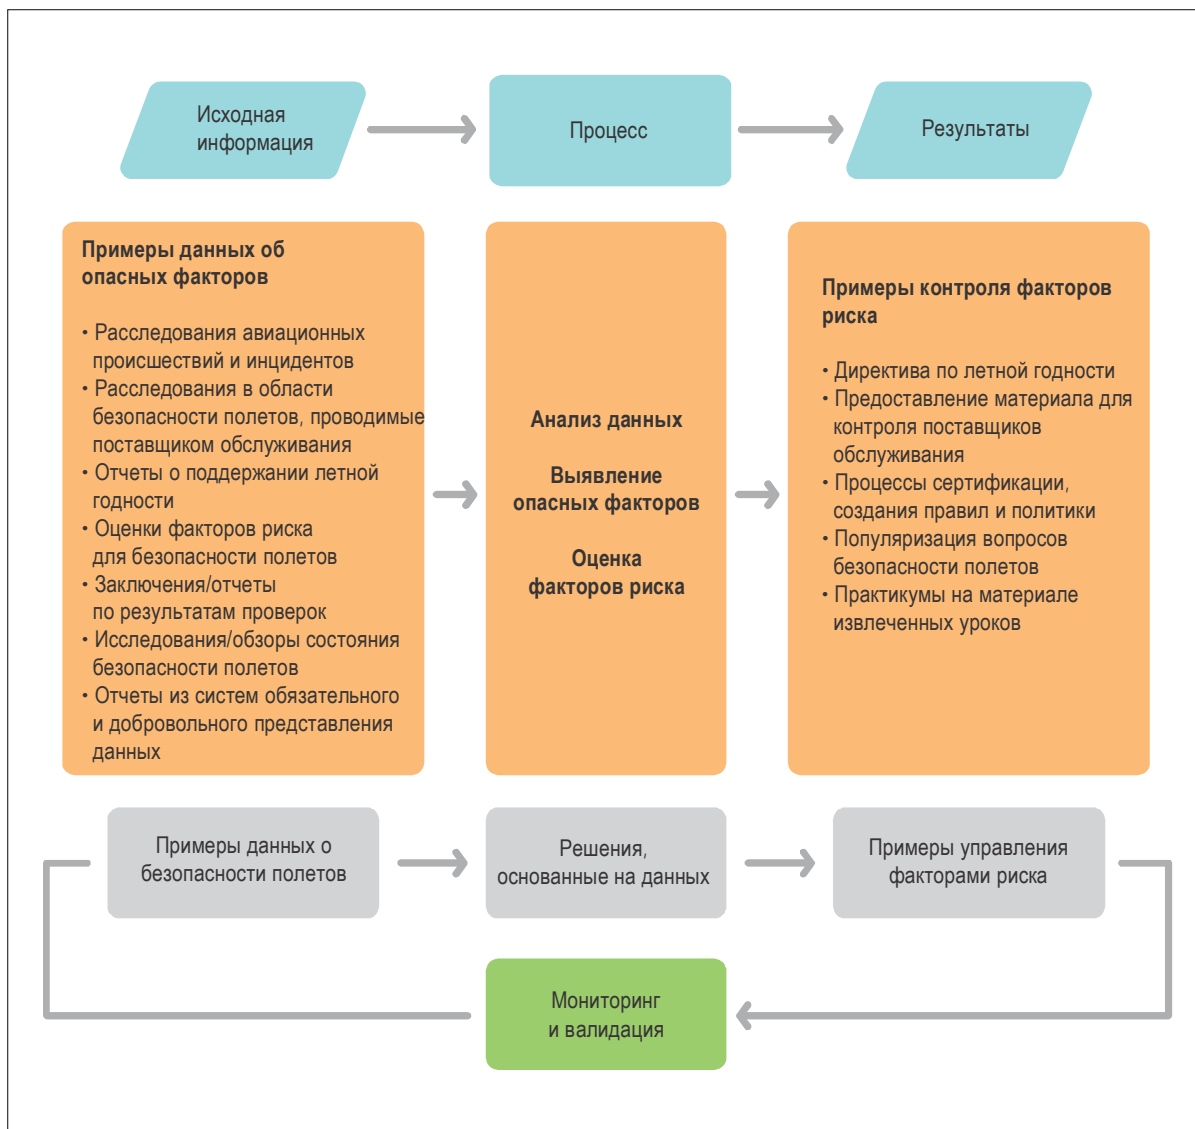 Исходная
информация
Процесс
Результаты
Примеры данных об
опасных факторов
• Расследования авиационных
происшествий и инцидентов
• Расследования в области
безопасности полетов, проводимые
поставщиком обслуживания
• Отчеты о поддержании летной
годности
• Оценки факторов риска
для безопасности полетов
• Заключения/отчеты
по результатам проверок
• Исследования/обзоры состояния
безопасности полетов
• Отчеты из систем обязательного
и добровольного представления
данных
Анализ данных
Выявление
опасных факторов
Оценка
факторов риска
Примеры контроля факторов
риска
• Директива по летной годности
• Предоставление материала для
контроля поставщиков
обслуживания
• Процессы сертификации,
создания правил и политики
• Популяризация вопросов
безопасности полетов
• Практикумы на материале
извлеченных уроков
Примеры данных о
безопасности полетов
Решения,
основанные на данных
Примеры управления
факторами риска
Мониторинг
и валидация